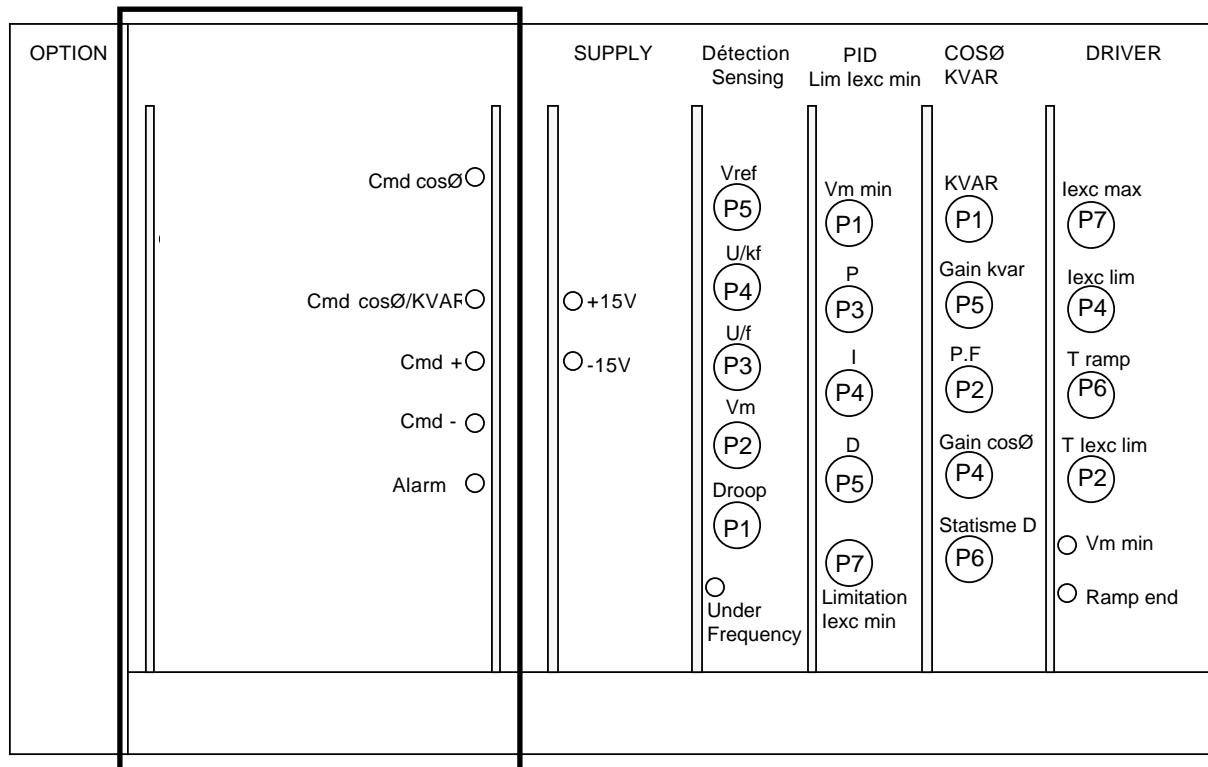 OPTION
SUPPLY
Détection
Sensing
PID
Lim Iexc min
COSØ
KVAR
DRIVER
Cmd cosØ
Cmd cosØ/KVAR
Cmd +
Cmd -
Alarm
+15V
-15V
Vref
P5
U/kf
P4
U/f
P3
Vm
P2
Droop
P1
Under
Frequency
Vm min
P1
P
P3
I
P4
D
P5
P7
Limitation
Iexc min
KVAR
P1
Gain kvar
P5
P.F
P2
Gain cosØ
P4
Statisme D
P6
Iexc max
P7
Iexc lim
P4
T ramp
P6
T Iexc lim
P2
Vm min
Ramp end